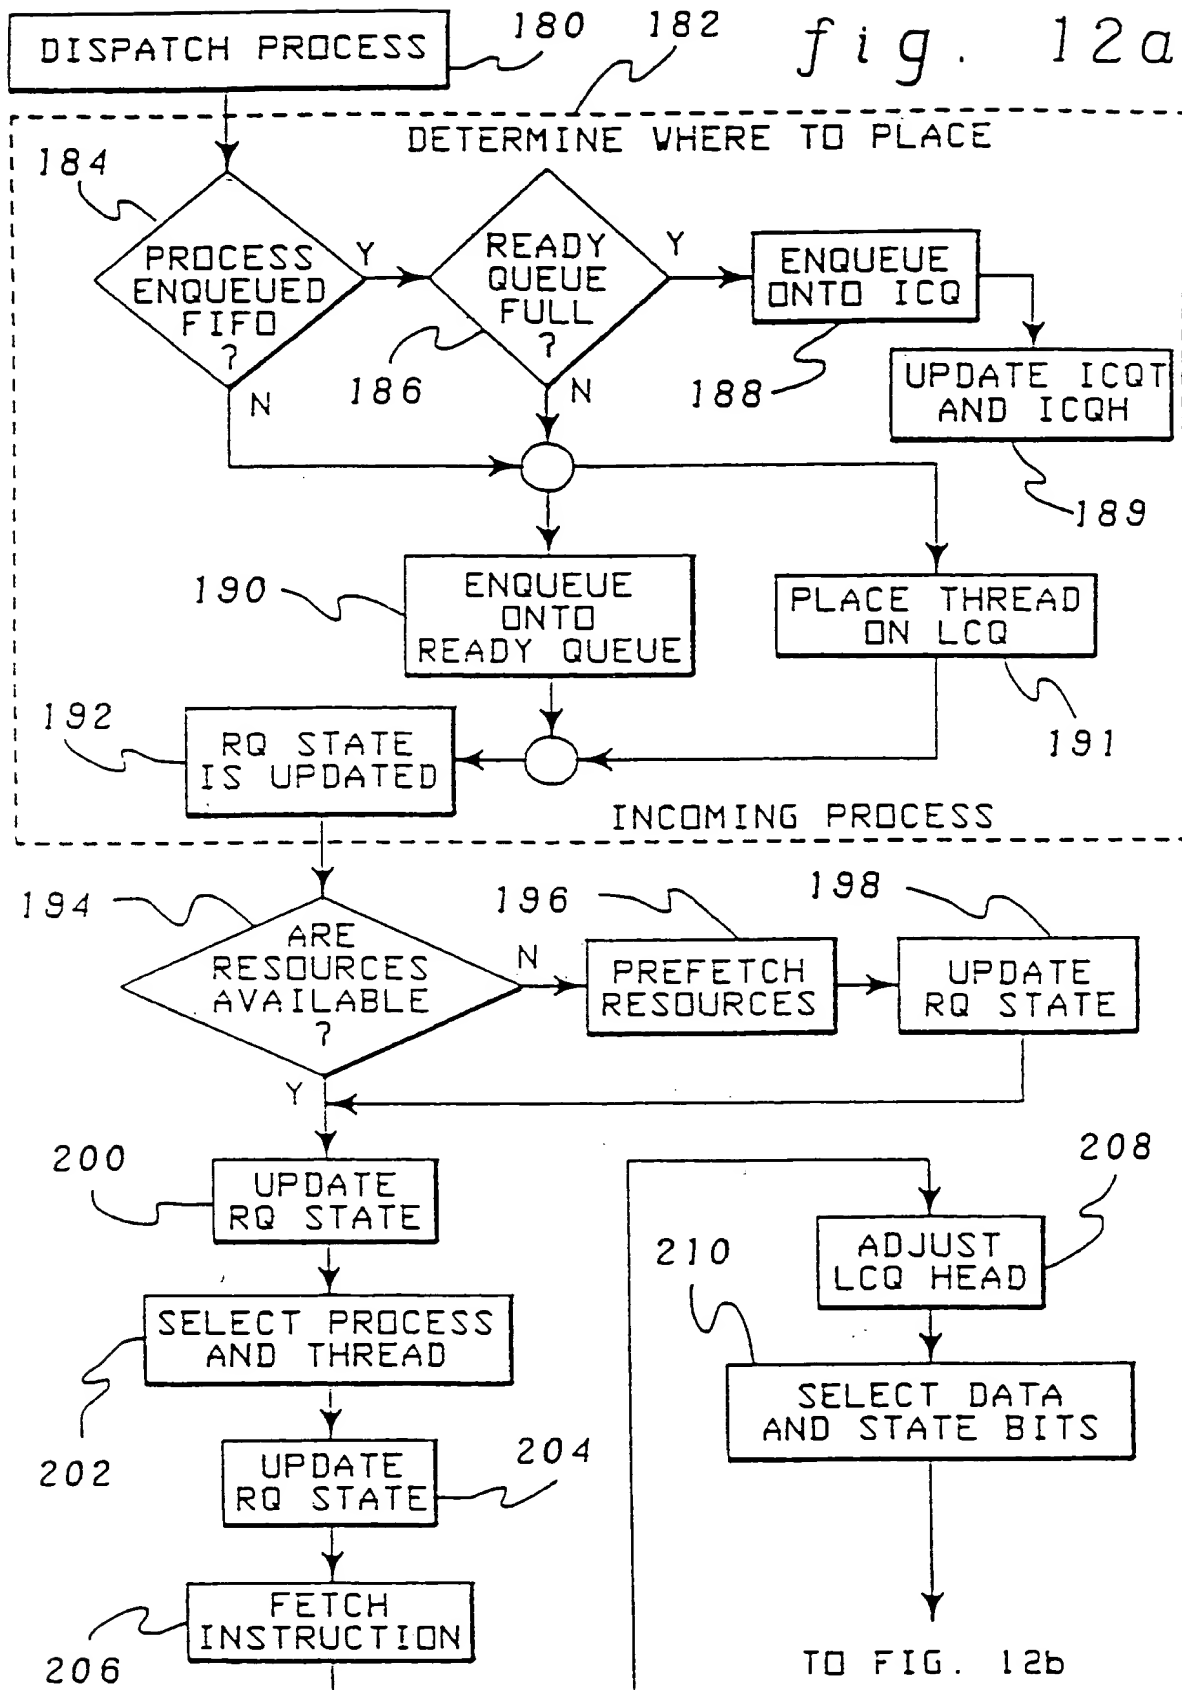 fig. 12a
DISPATCH PROCESS
180
182
DETERMINE WHERE TO PLACE
184
PROCESS
ENQUEUED
FIFO
?
Y
N
READY
QUEUE
FULL
?
186
Y
N
ENQUEUE
ONTO ICQ
188
UPDATE ICQT
AND ICQH
189
190
ENQUEUE
ONTO
READY QUEUE
PLACE THREAD
ON LCQ
191
192
RQ STATE
IS UPDATED
INCOMING PROCESS
194
ARE
RESOURCES
AVAILABLE
?
N
Y
196
PREFETCH
RESOURCES
198
UPDATE
RQ STATE
200
UPDATE
RQ STATE
SELECT PROCESS
AND THREAD
202
UPDATE
RQ STATE
204
FETCH
INSTRUCTION
206
208
ADJUST
LCQ HEAD
210
SELECT DATA
AND STATE BITS
TO FIG. 12b